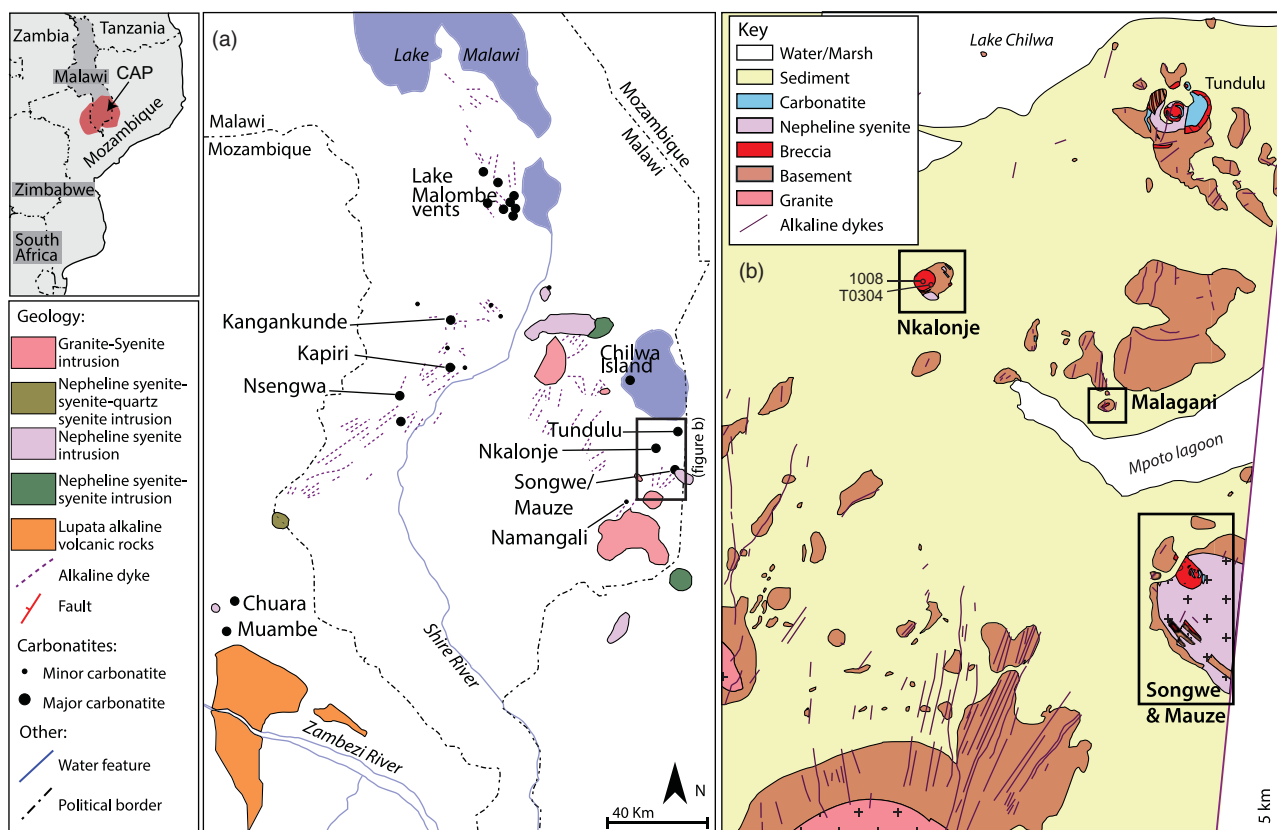 Zambia
Tanzania
Malawi
CAP
Mozambique
Zimbabwe
South
Africa
Geology:
Granite-Syenite
intrusion
Nepheline syenite-
syenite-quartz
syenite intrusion
Nepheline syenite
intrusion
Nepheline syenite-
syenite intrusion
Lupata alkaline
volcanic rocks
Alkaline dyke
Fault
Carbonatites:
Minor carbonatite
Major carbonatite
Other:
Water feature
Political border
(a)
Lake Malawi
Malawi
Mozambique
Mozambique
Malawi
Lake
Malombe
vents
Kangankunde
Kapiri
Nsengwa
Chilwa
Island
Tundulu
Nkalonje
Songwe/
Mauze
Namangali
(figure b)
Chuara
Muambe
Shire River
Zambezi River
N
40 Km
Key
Water/Marsh
Sediment
Carbonatite
Nepheline syenite
Breccia
Basement
Granite
Alkaline dykes
(b)
Lake Chilwa
Tundulu
1008
T0304
Nkalonje
Malagani
Mpoto lagoon
Songwe
& Mauze
5 km